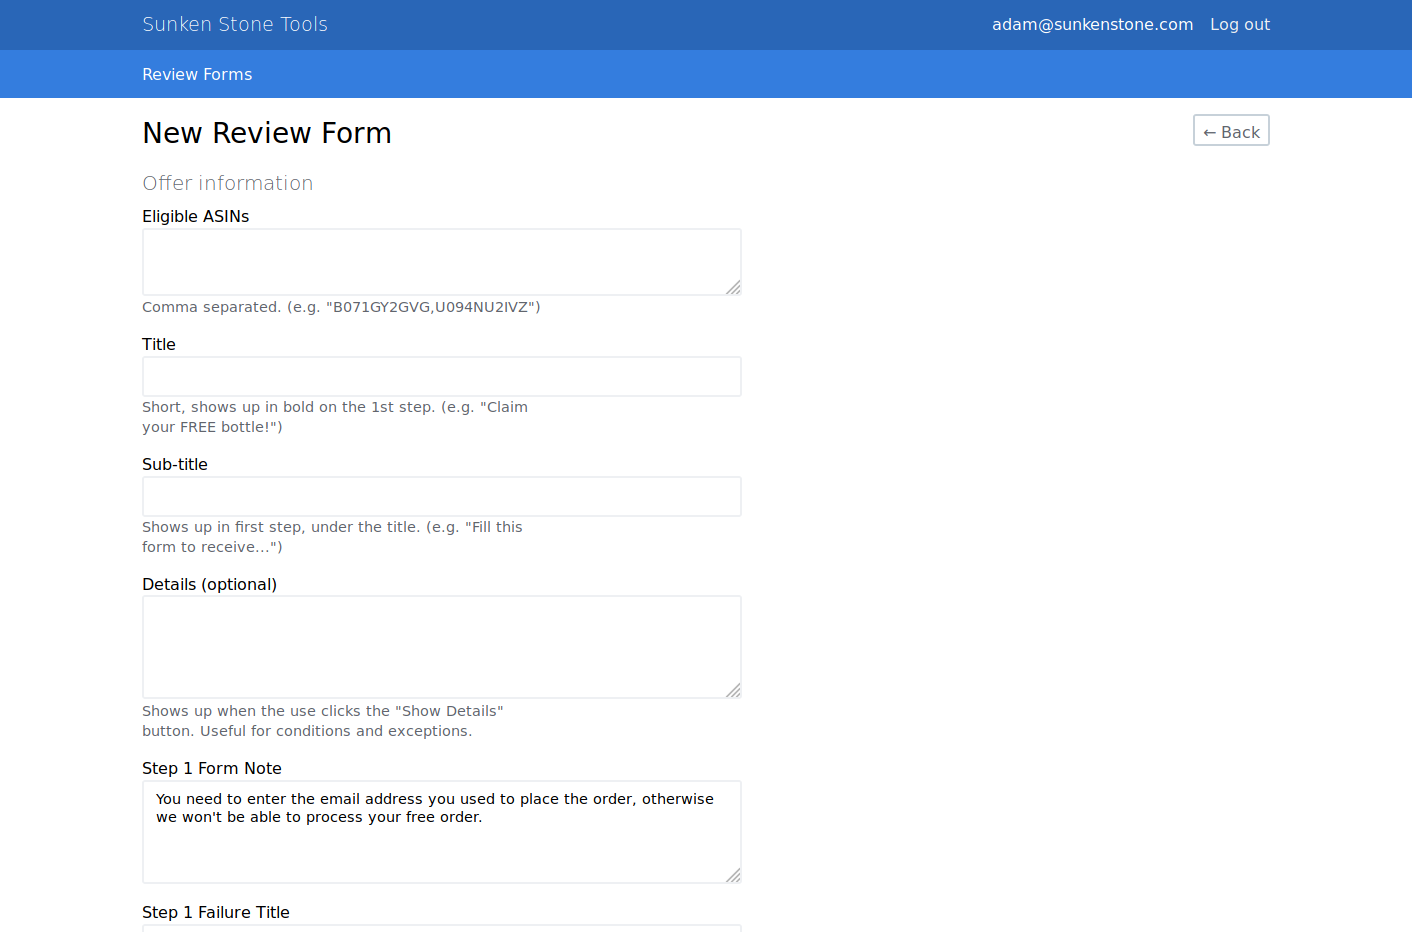 Sunken Stone Tools
adam@sunkenstone.com Log out
Review Forms
New Review Form
← Back
Offer information
Eligible ASINs
Comma separated. (e.g. "B071GY2GVG,U094NU2IVZ")
Title
Short, shows up in bold on the 1st step. (e.g. "Claim
your FREE bottle!")
Sub-title
Shows up in first step, under the title. (e.g. "Fill this
form to receive...")
Details (optional)
Shows up when the use clicks the "Show Details"
button. Useful for conditions and exceptions.
Step 1 Form Note
You need to enter the email address you used to place the order, otherwise
we won't be able to process your free order.
Step 1 Failure Title